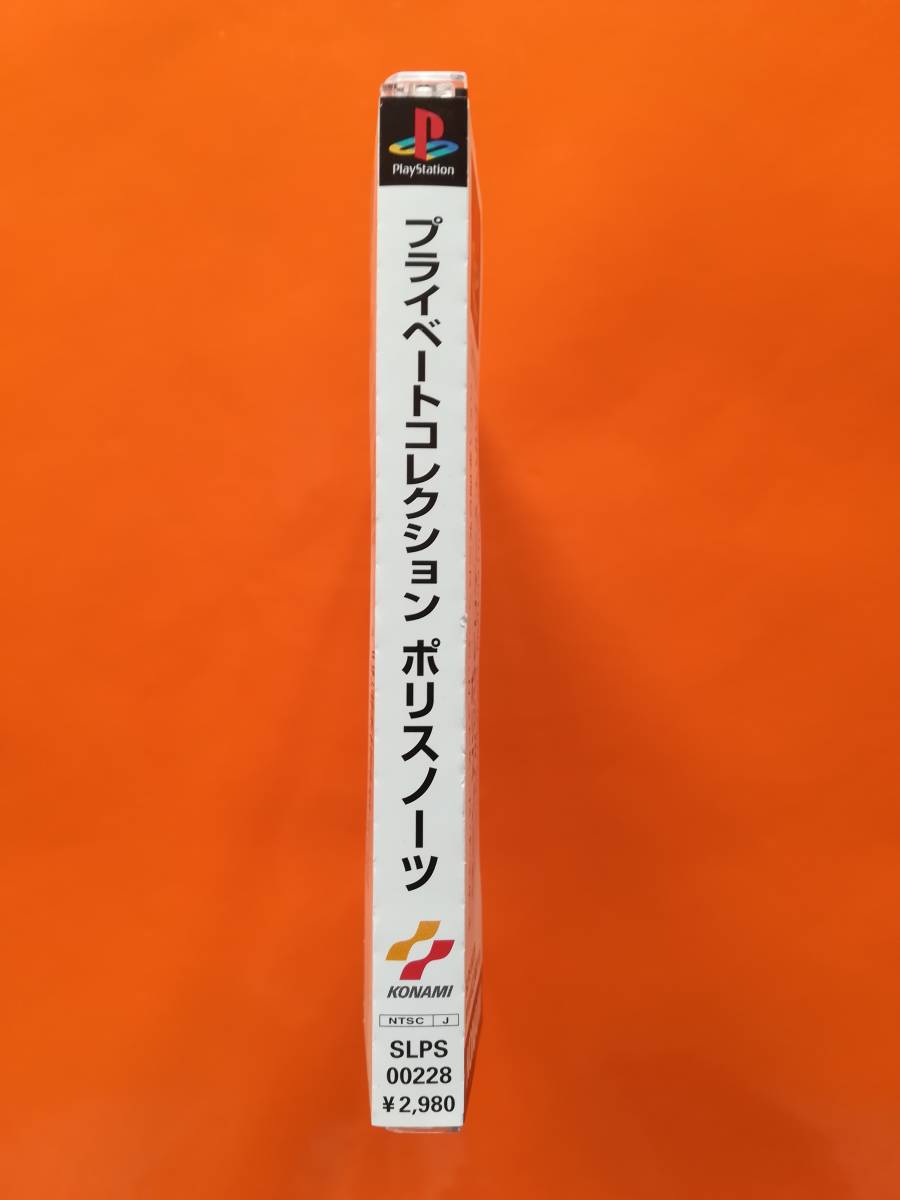 PlayStation
プライベートコレクション ポリスノーツ
KONAMI
NTSC J
SLPS
00228
¥2,980